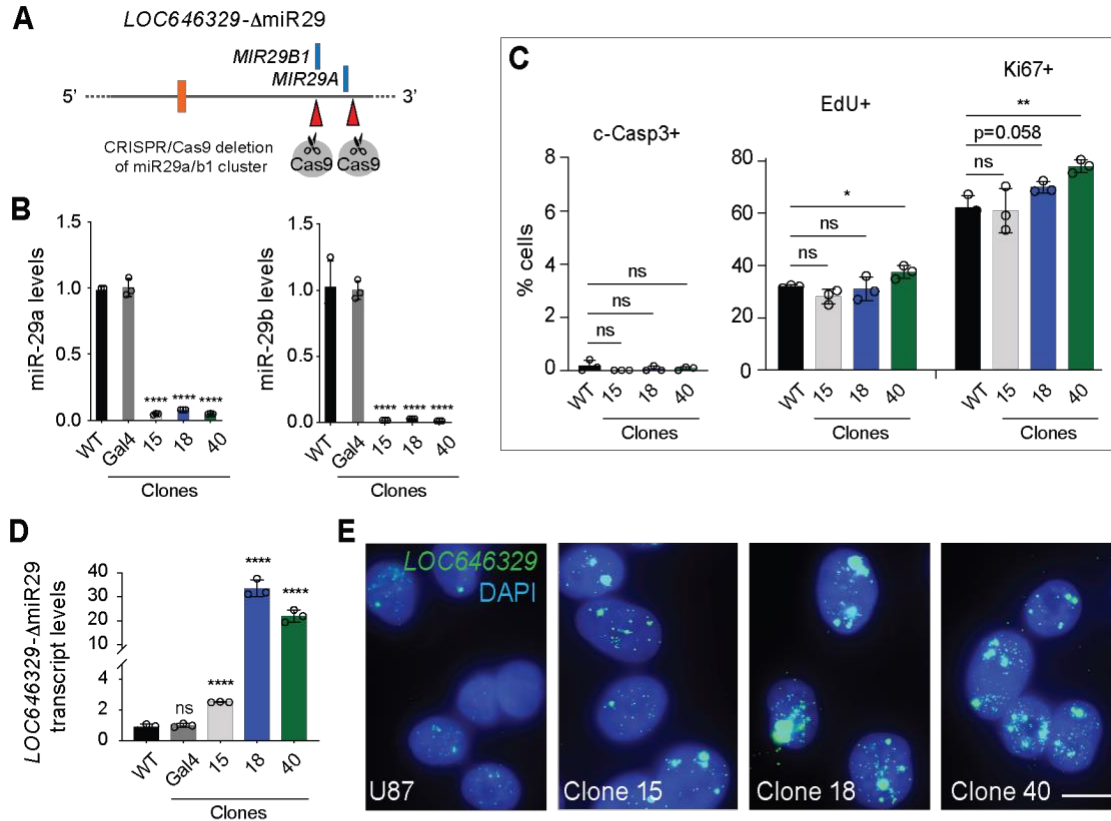 A
LOC646329-ΔmiR29
MIR29B1
MIR29A
5'
3'
CRISPR/Cas9 deletion
of miR29a/b1 cluster
Cas9
Cas9
B
miR-29a levels
1.5
1.0
0.5
0.0
****
****
****
WT
Gal4
15
18
40
Clones
miR-29b levels
1.5
1.0
0.5
0.0
****
****
****
WT
Gal4
15
18
40
Clones
C
% cells
c-Casp3+
8
6
4
2
0
ns
ns
ns
WT
15
18
40
Clones
EdU+
80
60
40
20
0
*
ns
ns
WT
15
18
40
Clones
Ki67+
**
p=0.058
ns
WT
15
18
40
Clones
D
LOC646329-ΔmiR29
transcript levels
40
30
20
10
4
2
0
ns
****
****
****
WT
Gal4
15
18
40
Clones
E
LOC646329
DAPI
U87
Clone 15
Clone 18
Clone 40